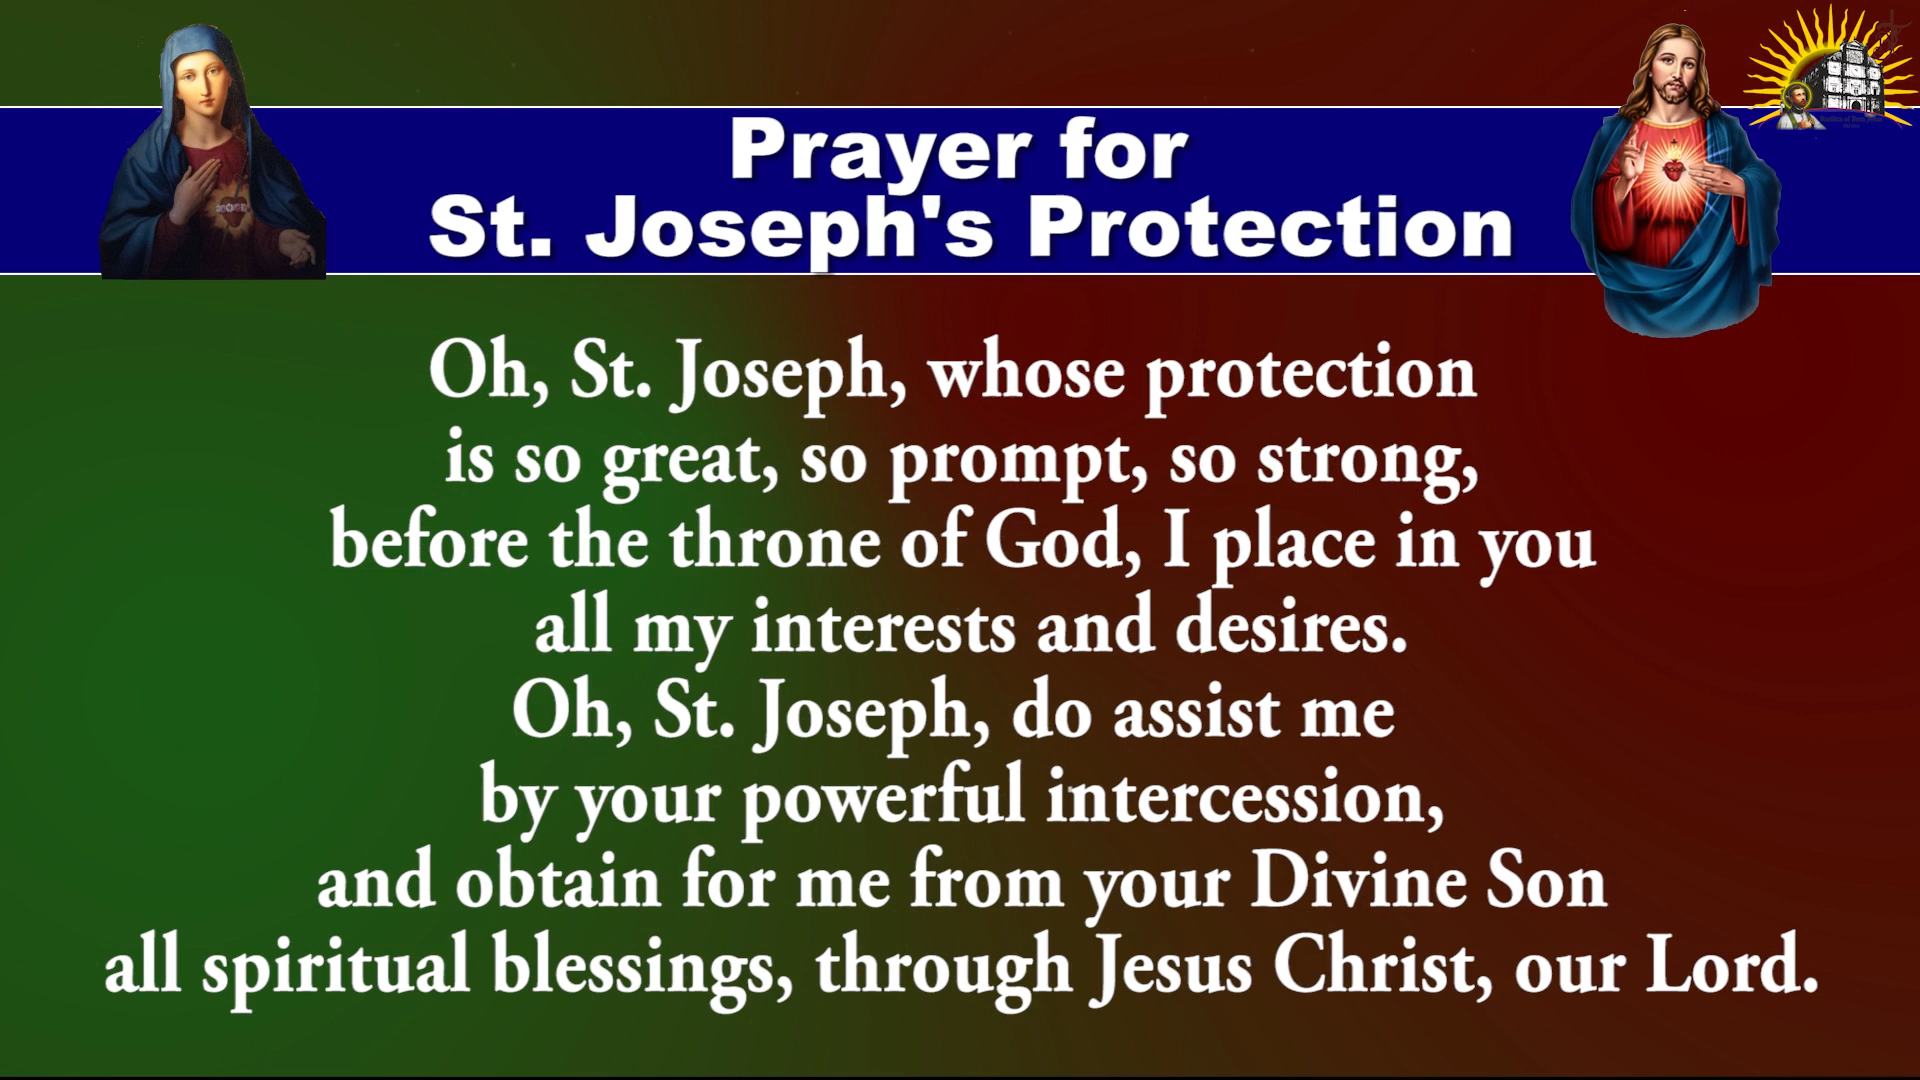 Prayer for
St. Joseph's Protection
Oh, St. Joseph, whose protection
is so great, so prompt, so strong,
before the throne of God, I place in you
all my interests and desires.
Oh, St. Joseph, do assist me
by your powerful intercession,
and obtain for me from your Divine Son
all spiritual blessings, through Jesus Christ, our Lord.